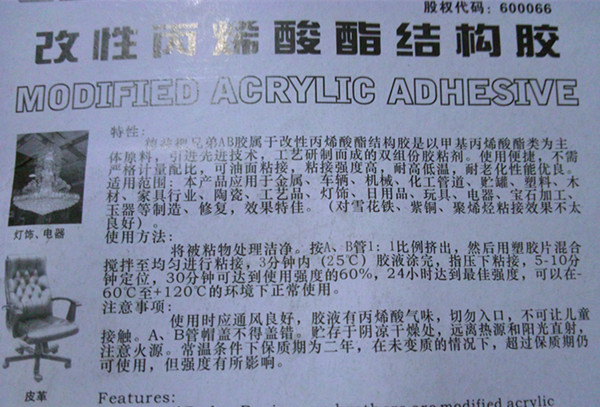 股权代码：600066
改性丙烯酸酯结构胶
MODIFIED ACRYLIC ADHESIVE
特性：
兄弟AB胶属于改性丙烯酸酯结构胶是以甲基丙烯酸酯类为主
体原料，引进先进技术，工艺研制而成的双组份胶粘剂。使用便捷，不需
严格计量配比，可油面粘接，粘接强度高，耐高低温，耐老化性能优良。
适用范围：本产品应用于金属、车辆、机械、化工管道、贮罐、塑料、木
材、家具行业、陶瓷、工艺品、灯饰、日用品、玩具、电器、宝石加工、
玉器等制造、修复，效果特佳。（对雪花铁、紫铜、聚烯烃粘接效果不太
良好）。
灯饰、电器
使用方法：
将被粘物处理洁净。按A、B管1：1比例挤出，然后用塑胶片混合
搅拌至均匀进行粘接，3分钟内（25℃）胶液涂完，指压下粘接，5-10分
钟定位，30分钟可达到使用强度的60%，24小时达到最佳强度，可以在-
60℃至+120℃的环境下正常使用。
注意事项：
使用时应通风良好，胶液有丙烯酸气味，切勿入口，不可让儿童
接触。A、B管帽盖不得盖错。贮存于阴凉干燥处，远离热源和阳光直射，
注意火源。常温条件下保质期为二年，在未变质的情况下，超过保质期仍
可使用，但强度有所影响。
皮革
Features:
are modified acrylic